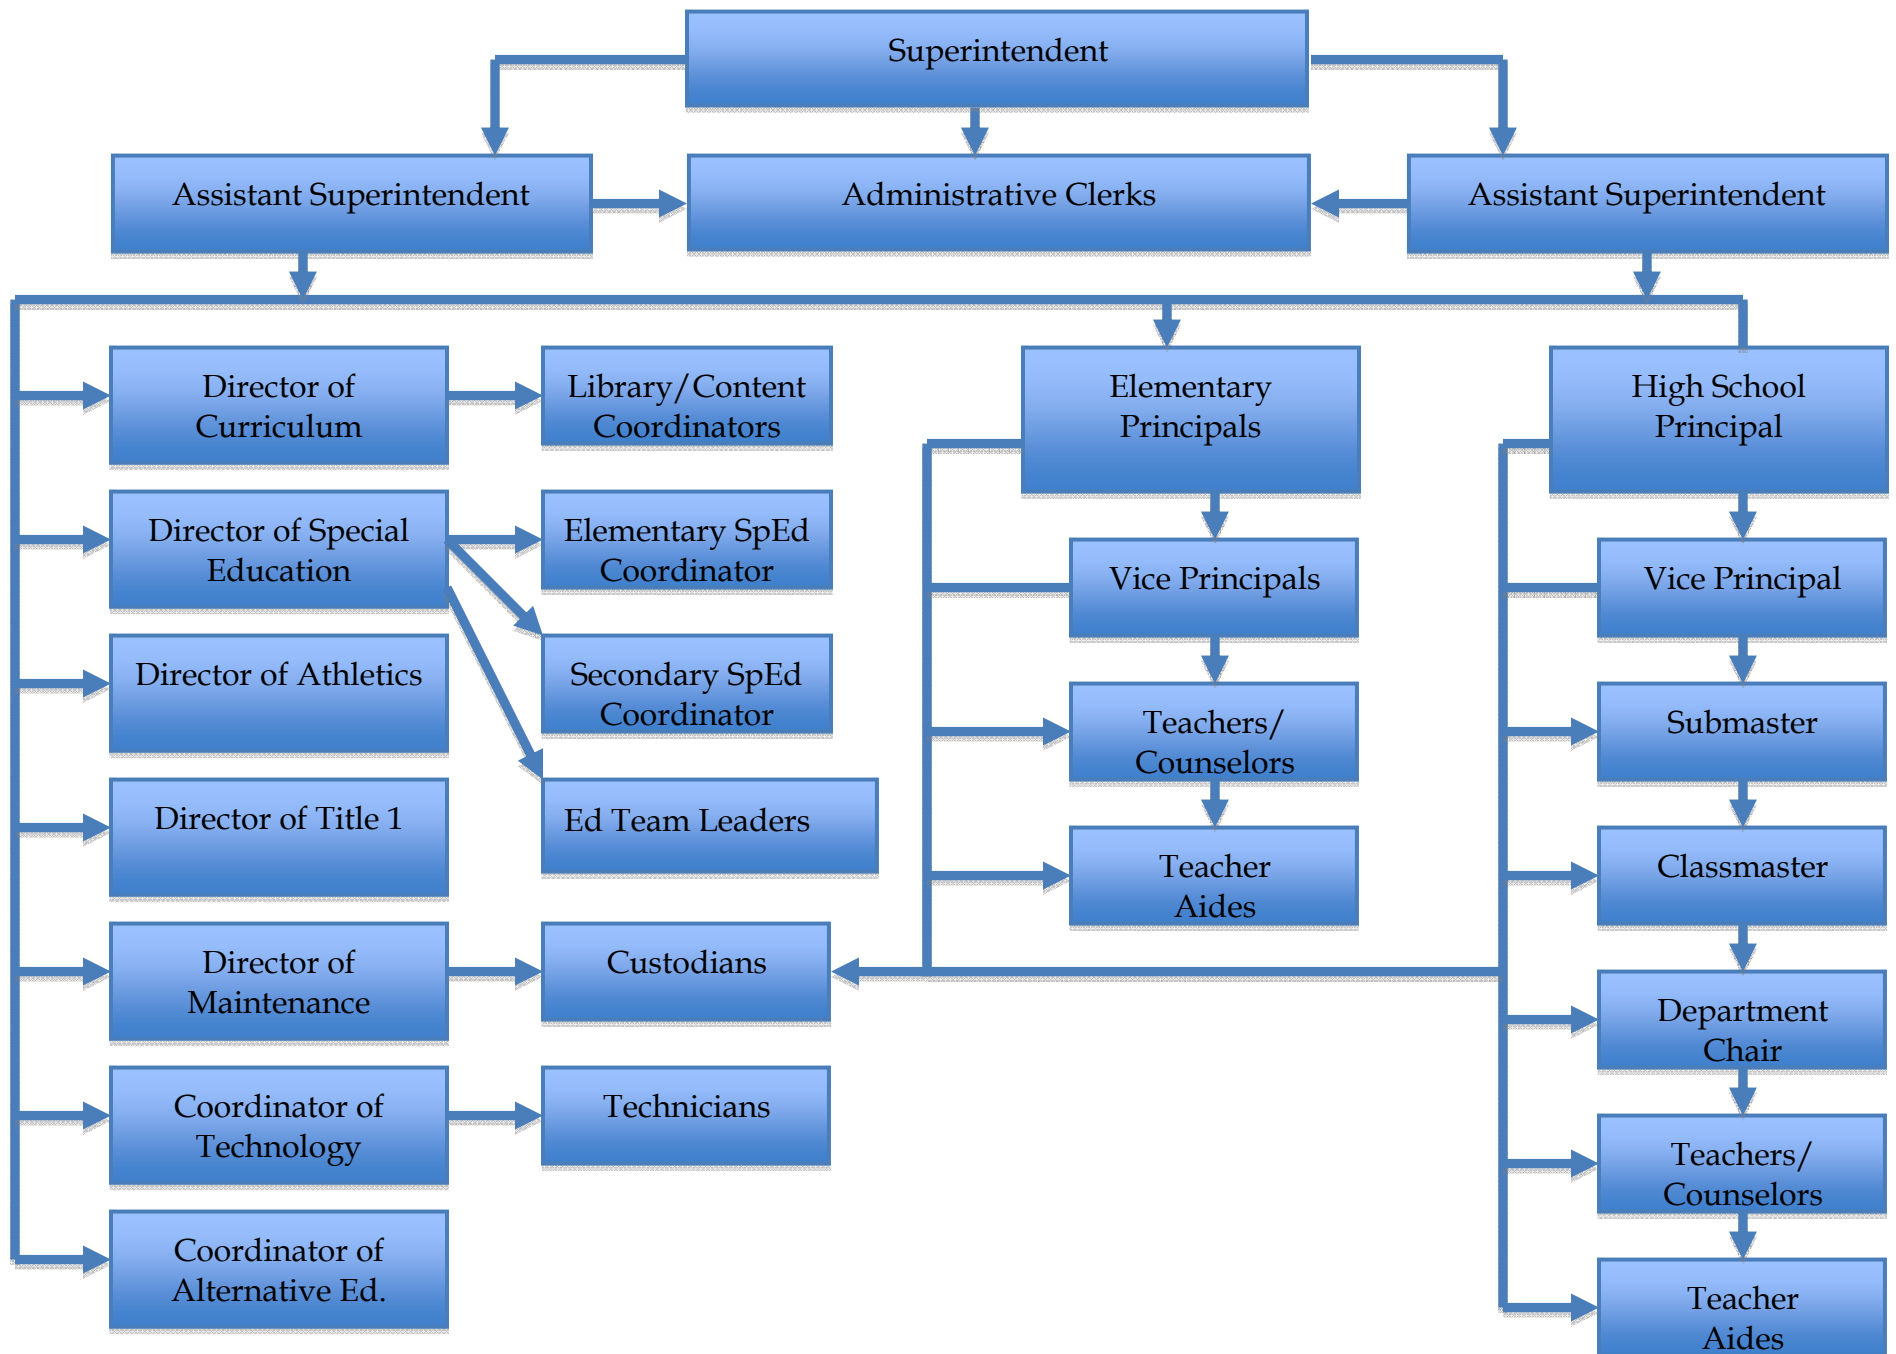 Superintendent
Assistant Superintendent
Administrative Clerks
Assistant Superintendent
Director of
Curriculum
Library/Content
Coordinators
Elementary
Principals
High School
Principal
Director of Special
Education
Elementary SpEd
Coordinator
Vice Principals
Vice Principal
Director of Athletics
Secondary SpEd
Coordinator
Teachers/
Counselors
Submaster
Director of Title 1
Ed Team Leaders
Teacher
Aides
Classmaster
Director of
Maintenance
Custodians
Department
Chair
Coordinator of
Technology
Technicians
Teachers/
Counselors
Coordinator of
Alternative Ed.
Teacher
Aides